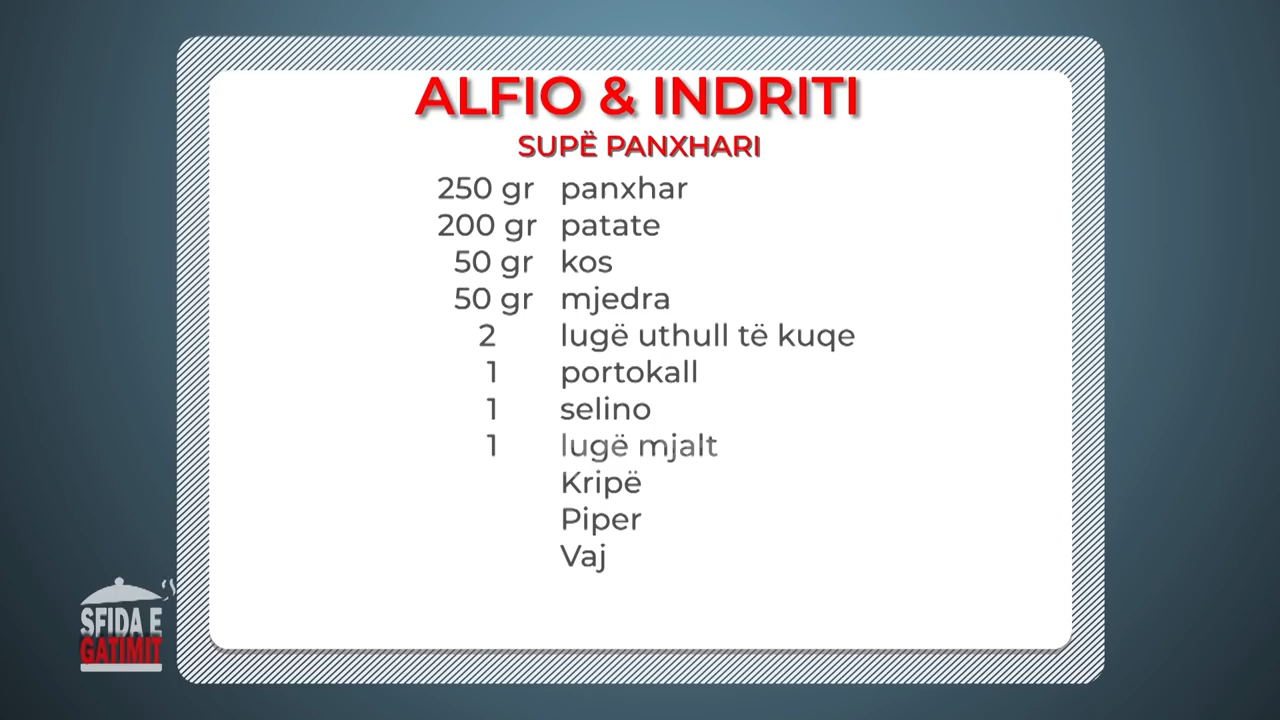 ALFIO & INDRITI
SUPË PANXHARI
250 gr panxhar
200 gr patate
50 gr kos
50 gr mjedra
2 lugë uthull të kuqe
1 portokall
1 selino
1 lugë mjalt
Kripë
Piper
Vaj
SFIDA E
GATIMIT